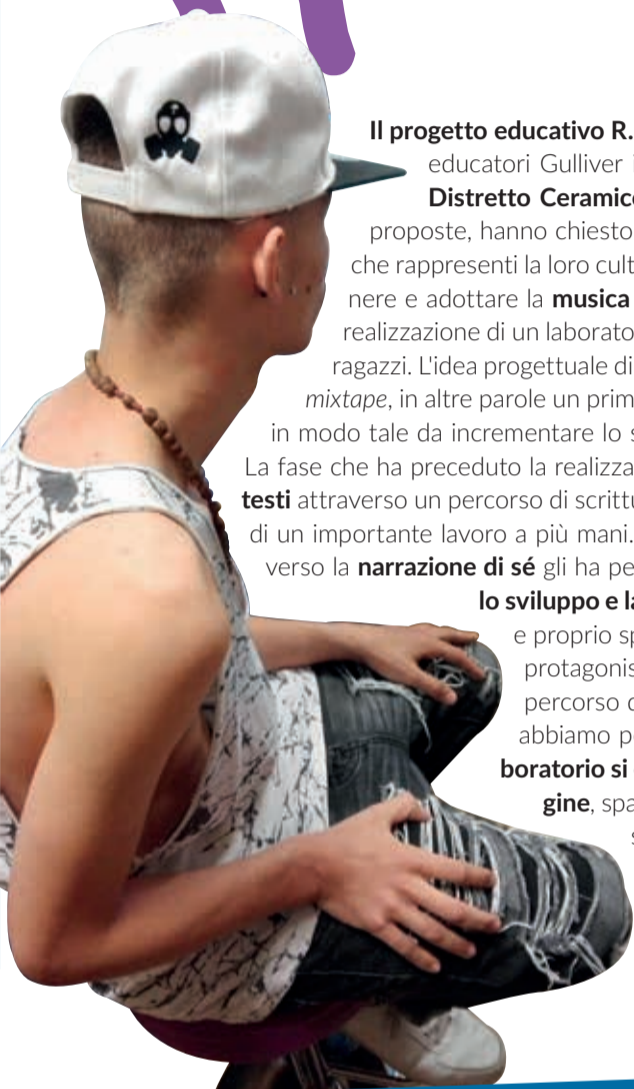 Il progetto educativo R.
educatori Gulliver i
Distretto Ceramico
proposte, hanno chiesto
che rappresenti la loro cult
nere e adottare la musica
realizzazione di un laborato
ragazzi. L'idea progettuale di
mixtape, in altre parole un prim
in modo tale da incrementare lo s
La fase che ha preceduto la realizza
testi attraverso un percorso di scrittu
di un importante lavoro a più mani.
verso la narrazione di sé gli ha pe
lo sviluppo e la
e proprio sp
protagonis
percorso d
abbiamo p
boratorio si
gine, spa
s